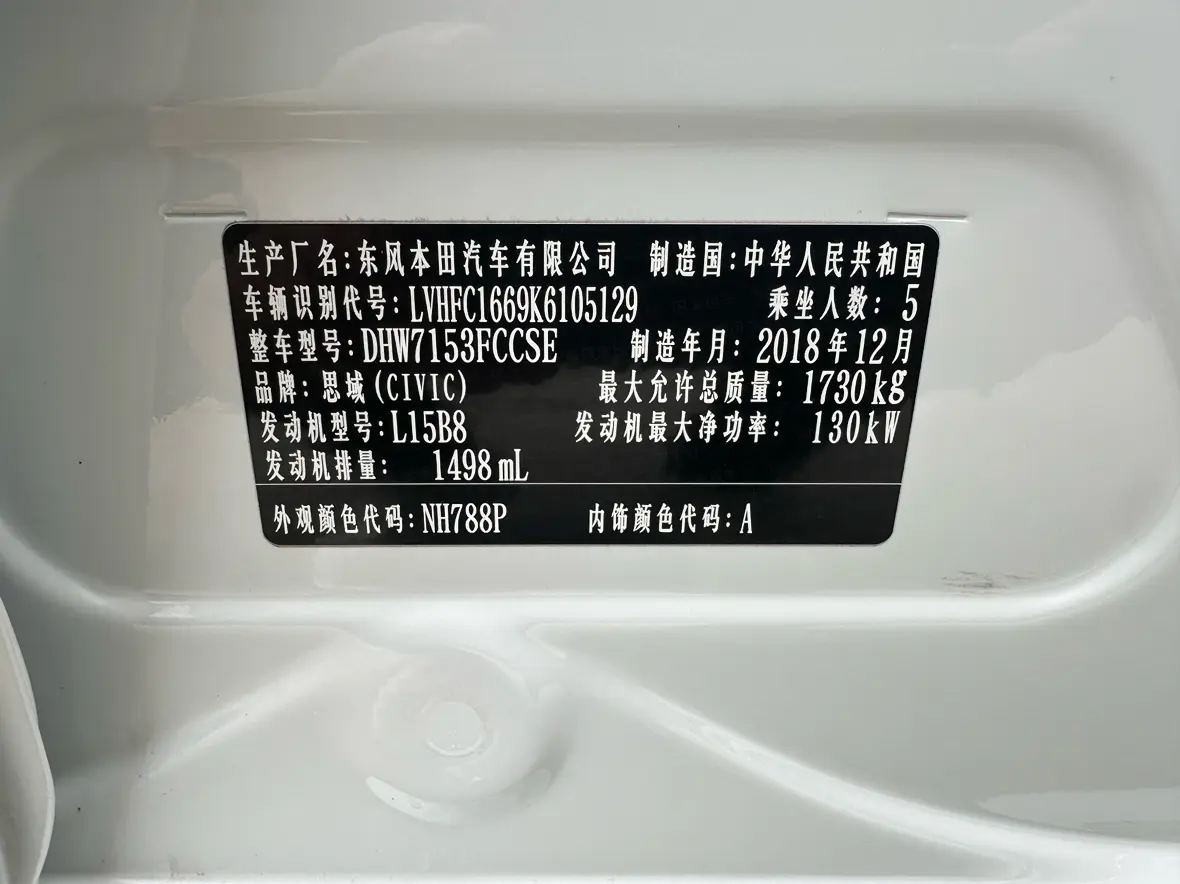 生产厂名:东风本田汽车有限公司 制造国:中华人民共和国
车辆识别代号:LVHFC1669K6105129 乘坐人数:5
整车型号:DHW7153FCCSE 制造年月:2018年12月
品牌:思域(CIVIC) 最大允许总质量:1730kg
发动机型号:L15B8 发动机最大净功率:130kW
发动机排量:1498mL
外观颜色代码:NH788P 内饰颜色代码:A